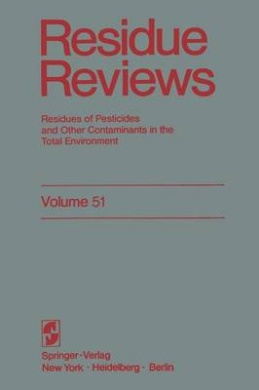 Residue
Reviews
Residues of Pesticides
and Other Contaminants in the
Total Environment
Volume 51
Springer-Verlag
New York · Heidelberg · Berlin